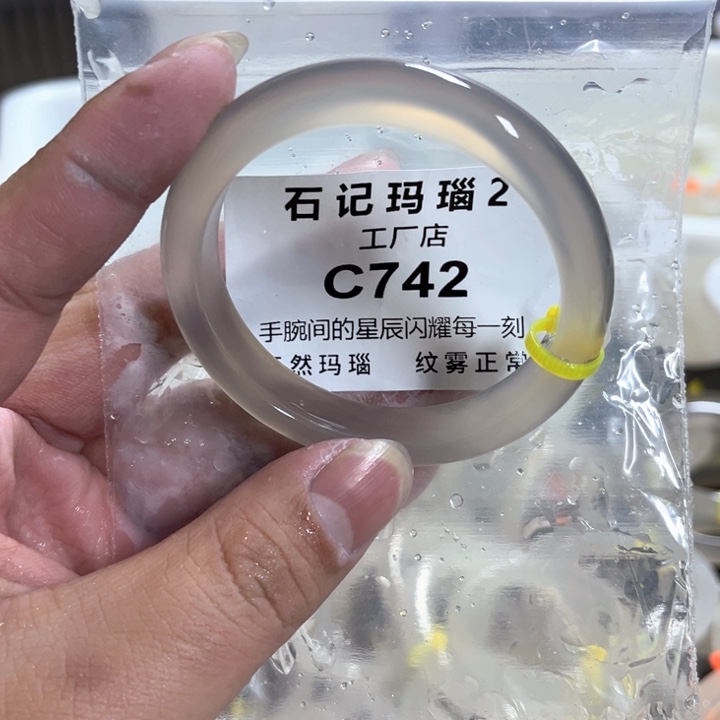 石记玛瑙2
工厂店
C742
手腕间的星辰闪耀每一刻
然玛瑙 纹雾正常